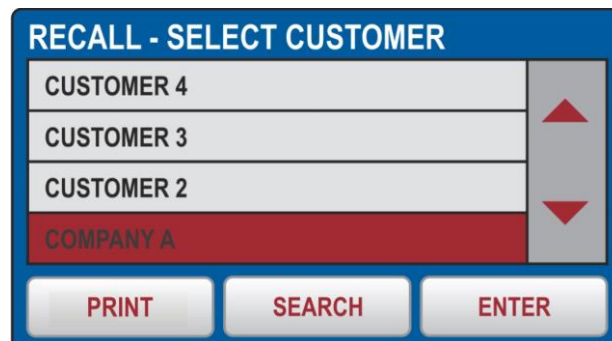 RECALL - SELECT CUSTOMER
CUSTOMER 4
CUSTOMER 3
CUSTOMER 2
COMPANY A
PRINT SEARCH ENTER